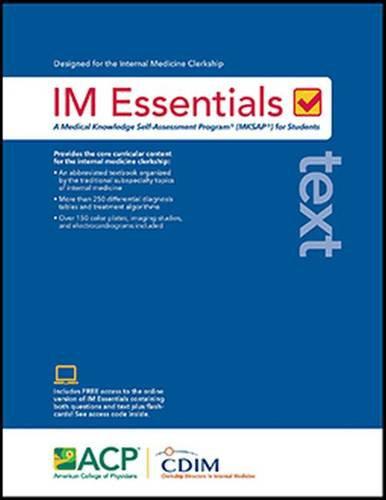 Designed for the Internal Medicine Clerkship
IM Essentials
A Medical Knowledge Self-Assessment Program® (MKSAP®) for Students
text
Provides the core curricular content
for the internal medicine clerkship:
• An abbreviated textbook organized
by the traditional subspecialty topics
of internal medicine
• More than 250 differential diagnosis
tables and treatment algorithms
• Over 150 color plates, imaging studies,
and electrocardiograms included
Includes FREE access to the online
version of IM Essentials containing
both questions and text plus flash-
cards! See access code inside.
ACP®
American College of Physicians
CDIM
Clerkship Directors in Internal Medicine